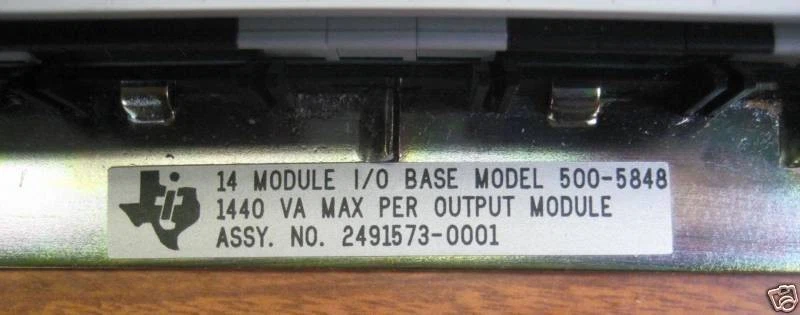 14 MODULE I/O BASE MODEL 500-5848
1440 VA MAX PER OUTPUT MODULE
ASSY. NO. 2491573-0001